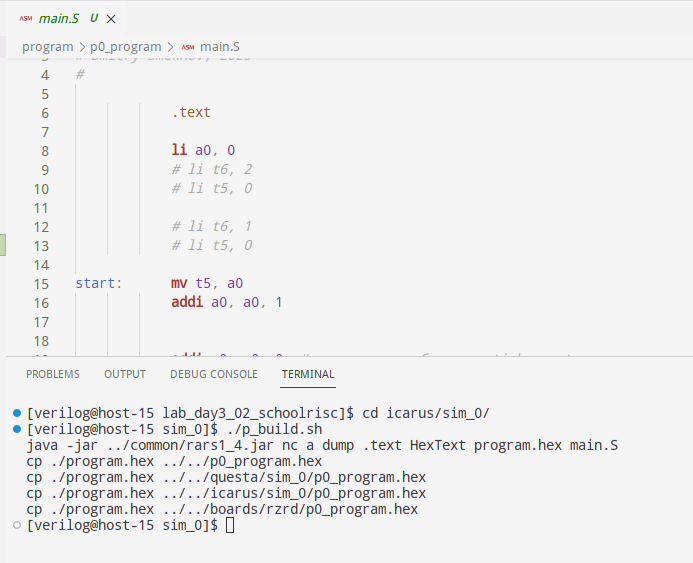 ASM main.S U ×
program > p0_program > ASM main.S
3 # Dmitry Smekhov, 2023
4 #
5
6 .text
7
8 li a0, 0
9 # li t6, 2
10 # li t5, 0
11
12 # li t6, 1
13 # li t5, 0
14
15 start: mv t5, a0
16 addi a0, a0, 1
17
18
PROBLEMS OUTPUT DEBUG CONSOLE TERMINAL
[verilog@host-15 lab_day3_02_schoolrisc]$ cd icarus/sim_0/
[verilog@host-15 sim_0]$ ./p_build.sh
java -jar ../common/rars1_4.jar nc a dump .text HexText program.hex main.S
cp ./program.hex ../../p0_program.hex
cp ./program.hex ../../questa/sim_0/p0_program.hex
cp ./program.hex ../../icarus/sim_0/p0_program.hex
cp ./program.hex ../../boards/rzrd/p0_program.hex
[verilog@host-15 sim_0]$